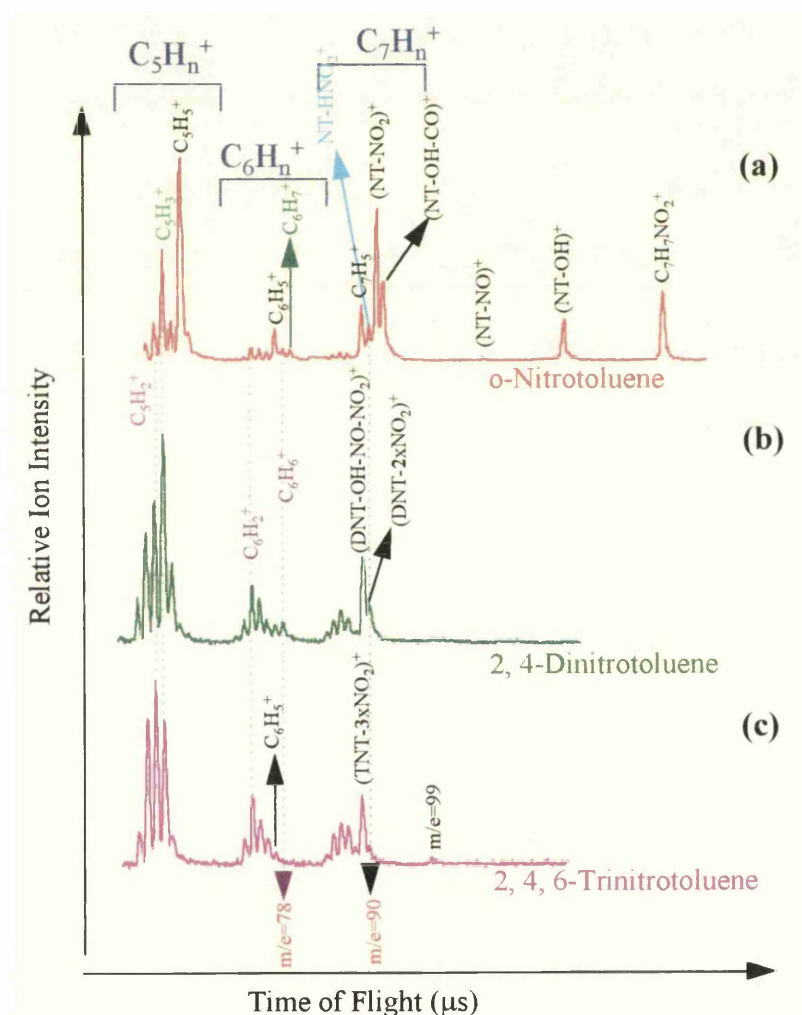 C₅Hₙ⁺
C₇Hₙ⁺
NT-HNO₂⁺
C₅H₅⁺
C₆Hₙ⁺
(NT-NO₂)⁺
(NT-OH-CO)⁺
(a)
C₅H₃⁺
C₆H₇⁺
C₆H₅⁺
C₇H₅⁺
(NT-NO)⁺
(NT-OH)⁺
C₇H₇NO₂⁺
o-Nitrotoluene
C₅H₂⁺
(b)
C₆H₂⁺
C₆H₆⁺
(DNT-OH-NO-NO₂)⁺
(DNT-2xNO₂)⁺
2, 4-Dinitrotoluene
(c)
C₆H₅⁺
(TNT-3xNO₂)⁺
m/e=99
2, 4, 6-Trinitrotoluene
m/e=78
m/e=90
Relative Ion Intensity
Time of Flight (μs)